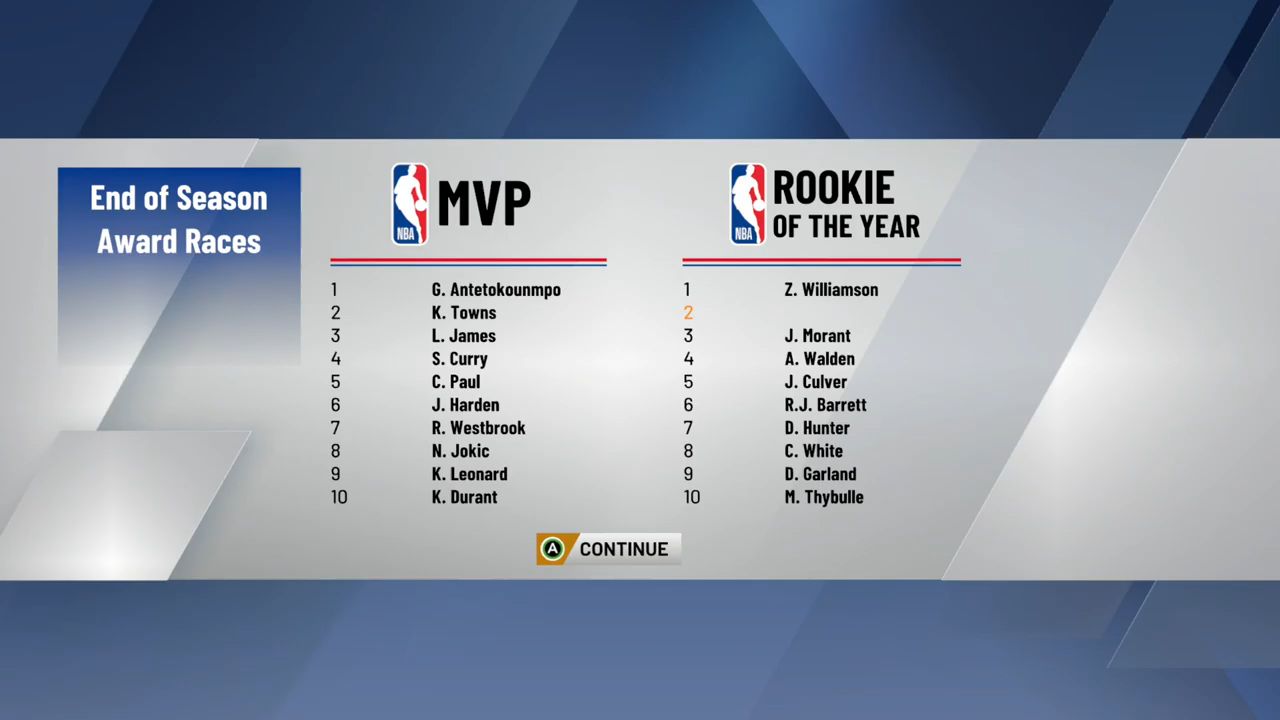 End of Season
Award Races
NBA
MVP
1 G. Antetokounmpo
2 K. Towns
3 L. James
4 S. Curry
5 C. Paul
6 J. Harden
7 R. Westbrook
8 N. Jokic
9 K. Leonard
10 K. Durant
NBA
ROOKIE
OF THE YEAR
1 Z. Williamson
2
3 J. Morant
4 A. Walden
5 J. Culver
6 R.J. Barrett
7 D. Hunter
8 C. White
9 D. Garland
10 M. Thybulle
A CONTINUE